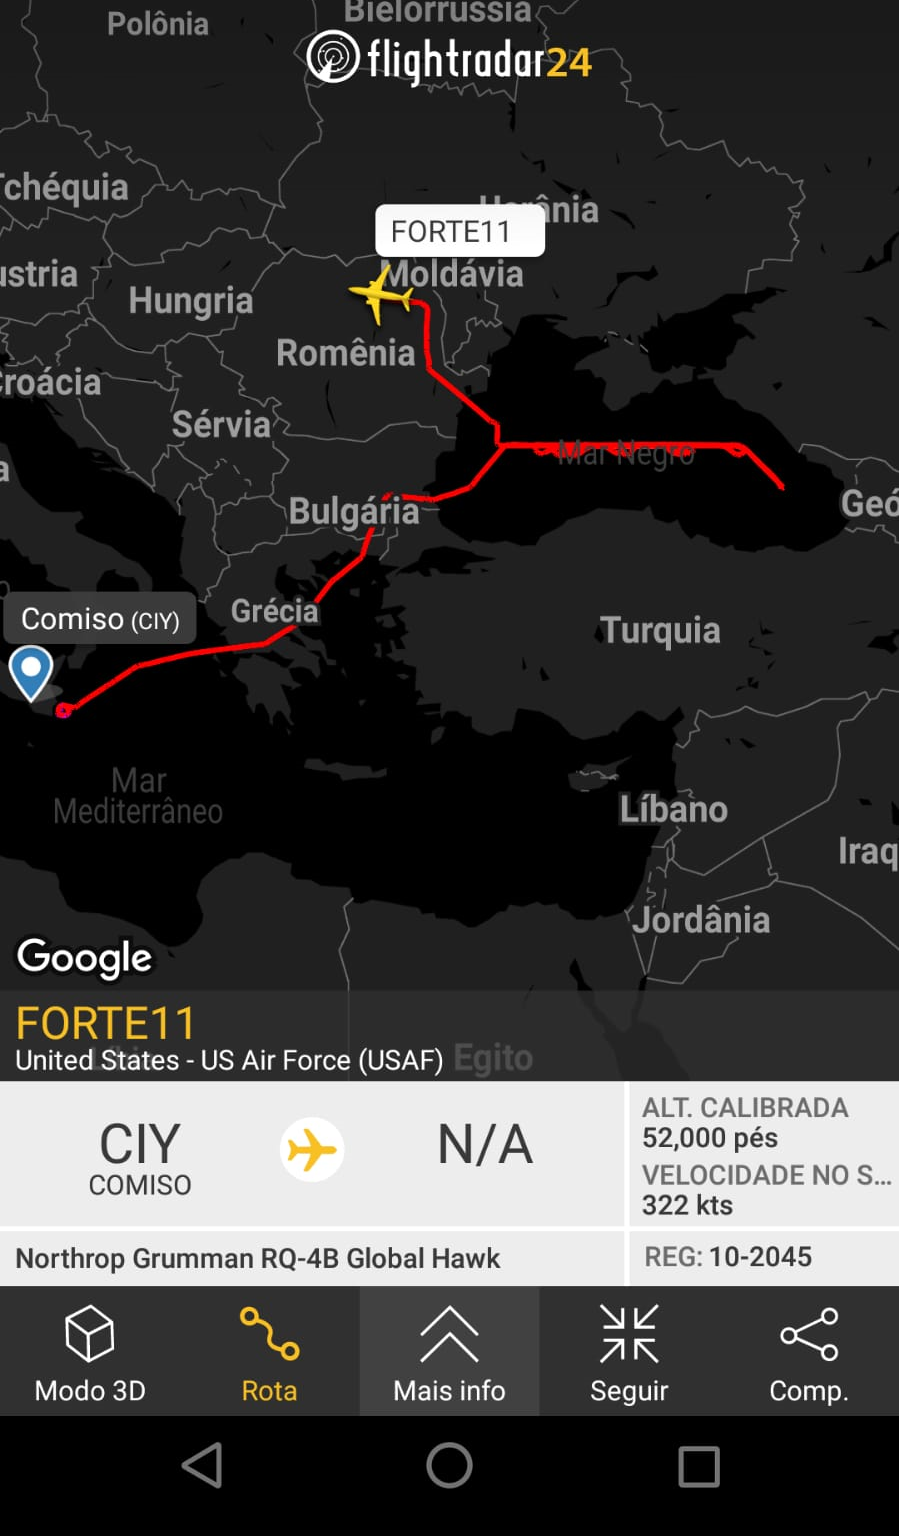 Bielorrussia
Polônia
flightradar24
Tchéquia
Ucrânia
FORTE11
Moldávia
ustria
Hungria
Romênia
Croácia
Sérvia
Mar Negro
Geó
Bulgária
Comiso (CIY)
Grécia
Turquia
Mar
Mediterrâneo
Líbano
Iraq
Jordânia
Google
FORTE11
United States - US Air Force (USAF)
Egito
CIY
COMISO
N/A
ALT. CALIBRADA
52,000 pés
VELOCIDADE NO S...
322 kts
Northrop Grumman RQ-4B Global Hawk
REG: 10-2045
Modo 3D
Rota
Mais info
Seguir
Comp.